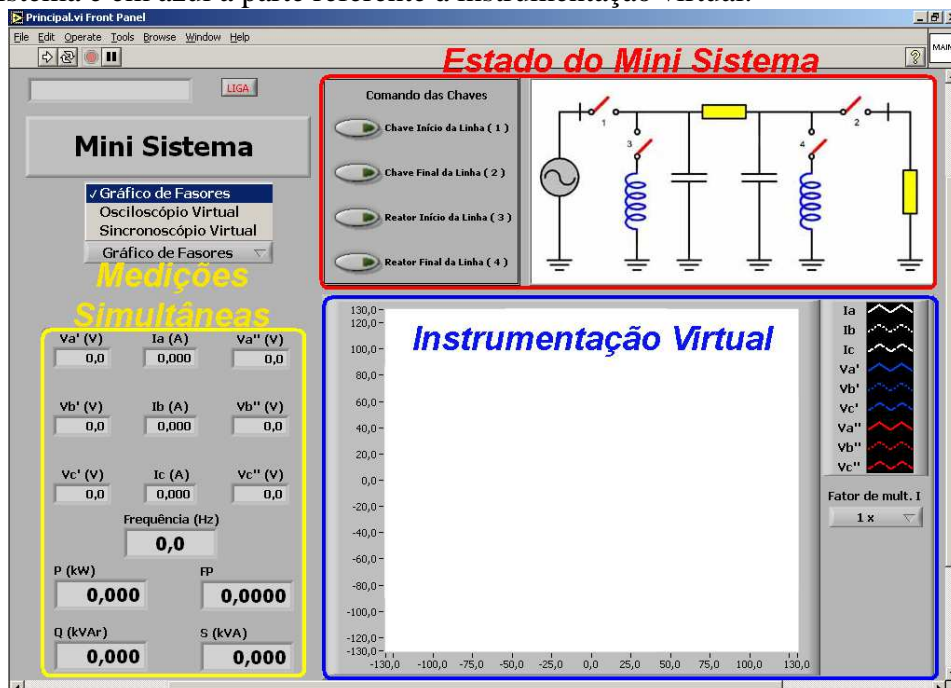 Principal.vi Front Panel
File Edit Operate Tools Browse Window Help
MAIN
Estado do Mini Sistema
LIGA
Mini Sistema
✓Gráfico de Fasores
Osciloscópio Virtual
Sincronoscópio Virtual
Gráfico de Fasores
Comando das Chaves
Chave Início da Linha ( 1 )
Chave Final da Linha ( 2 )
Reator Início da Linha ( 3 )
Reator Final da Linha ( 4 )
1
2
3
4
Medições
Simultâneas
Va' (V) Ia (A) Va'' (V)
0,0 0,000 0,0
Vb' (V) Ib (A) Vb'' (V)
0,0 0,000 0,0
Vc' (V) Ic (A) Vc'' (V)
0,0 0,000 0,0
Frequência (Hz)
0,0
P (kW) FP
0,000 0,0000
Q (kVAr) S (kVA)
0,000 0,000
Instrumentação Virtual
130,0
120,0
100,0
80,0
60,0
40,0
20,0
0,0
-20,0
-40,0
-60,0
-80,0
-100,0
-120,0
-130,0
-130,0 -100,0 -75,0 -50,0 -25,0 0,0 25,0 50,0 75,0 100,0 130,0
Ia
Ib
Ic
Va'
Vb'
Vc'
Va''
Vb''
Vc''
Fator de mult. I
1 x